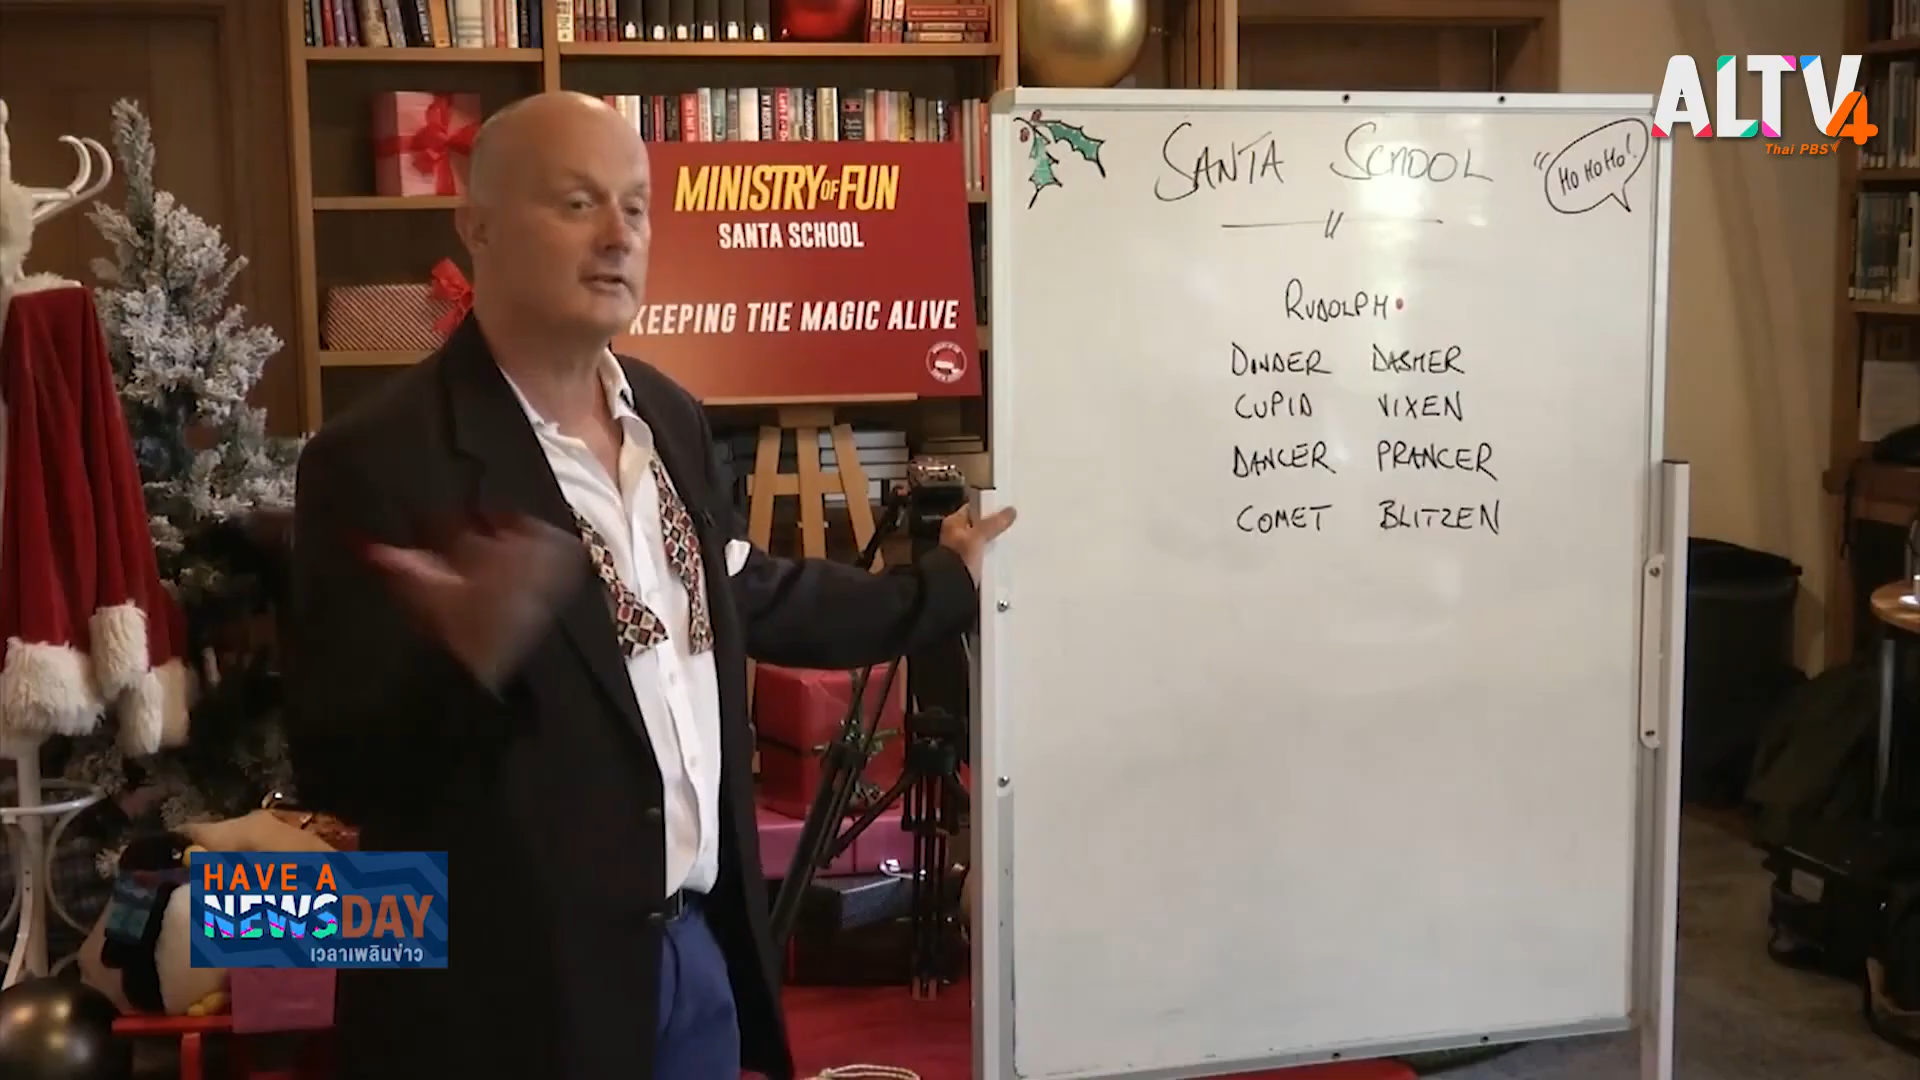 ALTV4
Thai PBS
MINISTRY OF FUN
SANTA SCHOOL
KEEPING THE MAGIC ALIVE
SANTA SCHOOL
"HO HO HO!
RUDOLPH
DONDER DASHER
CUPID VIXEN
DANCER PRANCER
COMET BLITZEN
HAVE A
NEWSDAY
เวลาเพลินข่าว